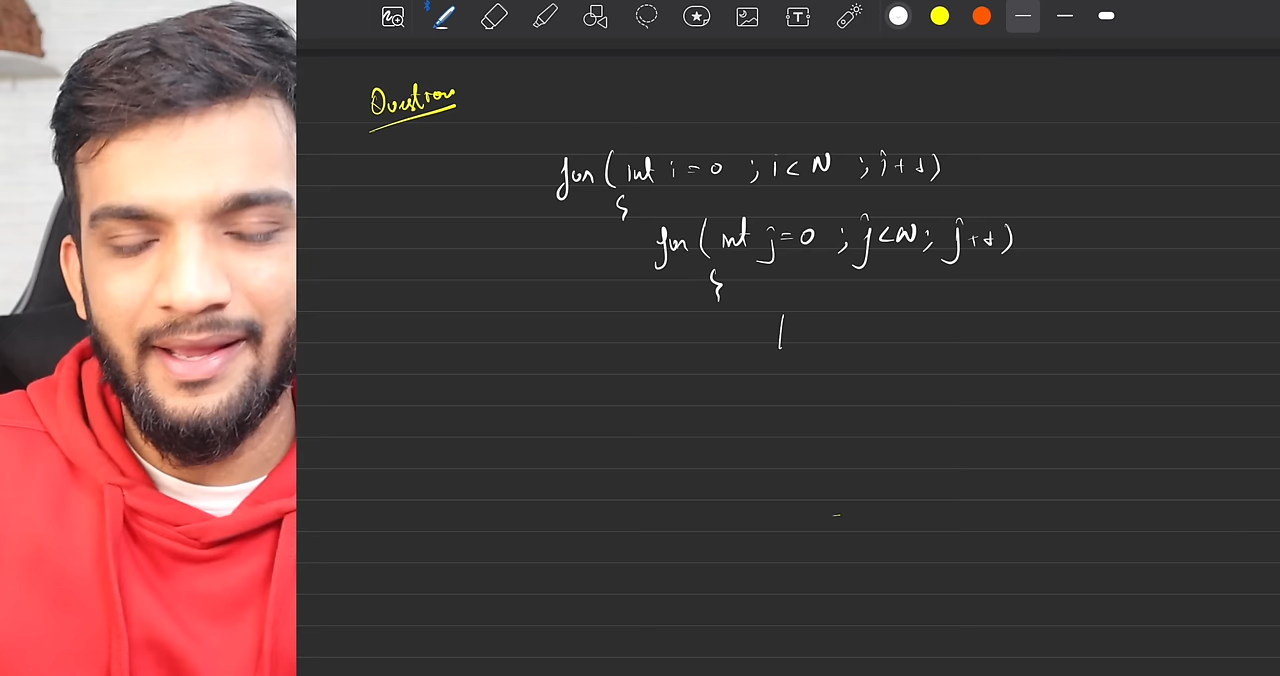 Question
for ( int i = 0 ; i < N ; i++)
{
for ( int j = 0 ; j < N ; j++)
{